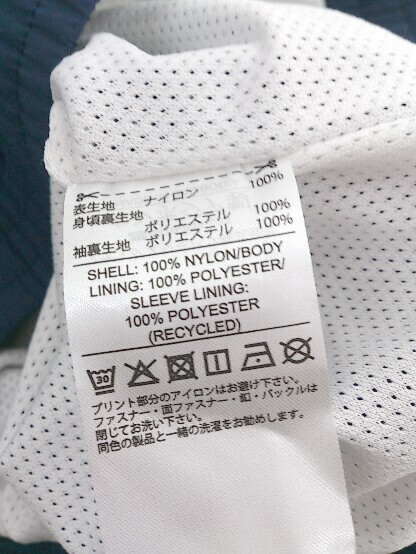 表生地 ナイロン 100%
身頃裏生地
ポリエステル 100%
袖裏生地 ポリエステル 100%
SHELL: 100% NYLON/BODY
LINING: 100% POLYESTER/
SLEEVE LINING:
100% POLYESTER
(RECYCLED)
30
プリント部分のアイロンはお避け下さい。
ファスナー・面ファスナー・釦・バックルは
閉じてお洗い下さい。
同色の製品と一緒の洗濯をお勧めします。